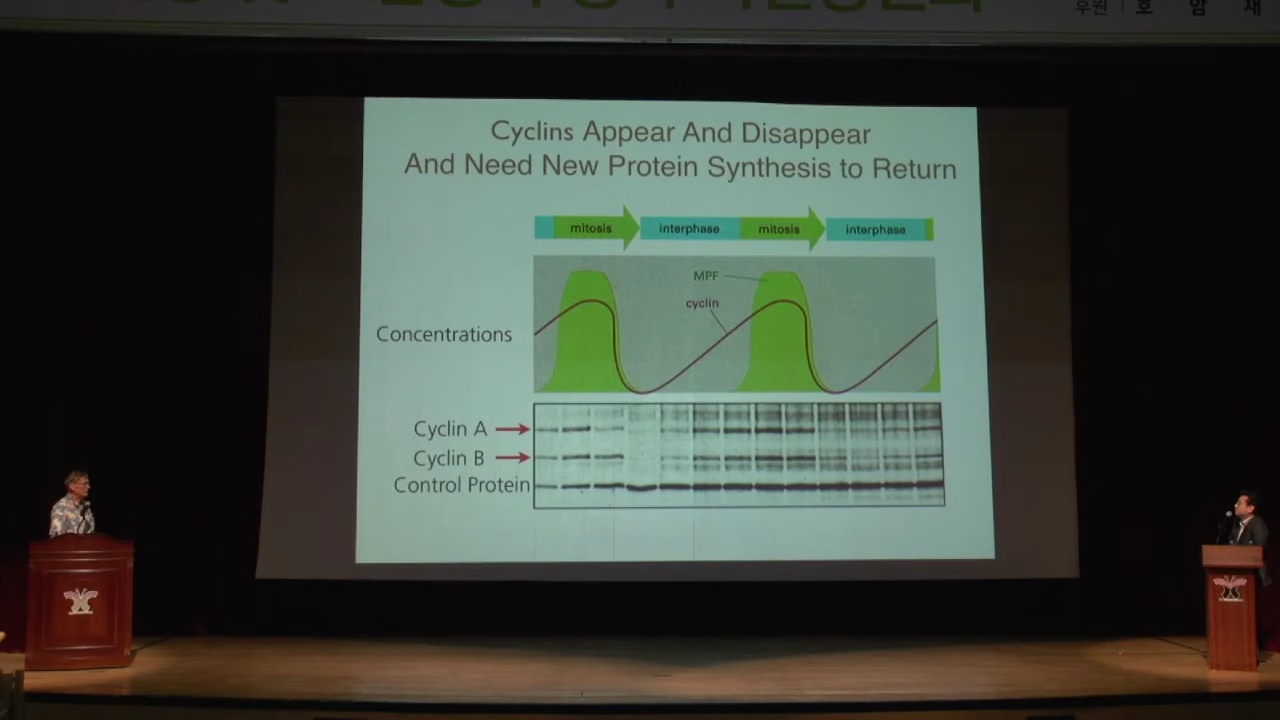 후원 | 호 암 재
Cyclins Appear And Disappear
And Need New Protein Synthesis to Return
mitosis interphase mitosis interphase
MPF
cyclin
Concentrations
Cyclin A
Cyclin B
Control Protein